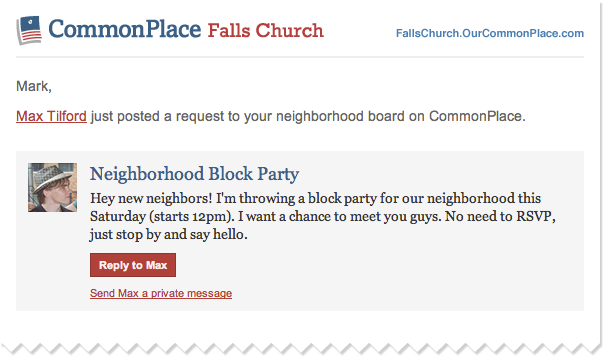 CommonPlace Falls Church
FallsChurch.OurCommonPlace.com
Mark,
Max Tilford just posted a request to your neighborhood board on CommonPlace.
Neighborhood Block Party
Hey new neighbors! I'm throwing a block party for our neighborhood this
Saturday (starts 12pm). I want a chance to meet you guys. No need to RSVP,
just stop by and say hello.
Reply to Max
Send Max a private message